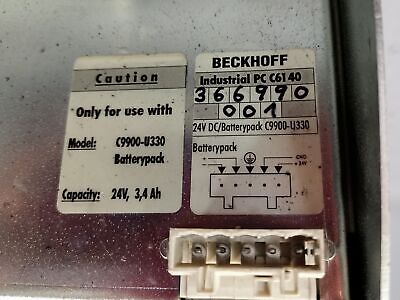 Caution
Only for use with
Model: C9900-U330
Batterypack
Capacity: 24V, 3,4 Ah
BECKHOFF
Industrial PC C6140
366990
001
24V DC/Batterypack C9900-U330
Batterypack
GND
+24V